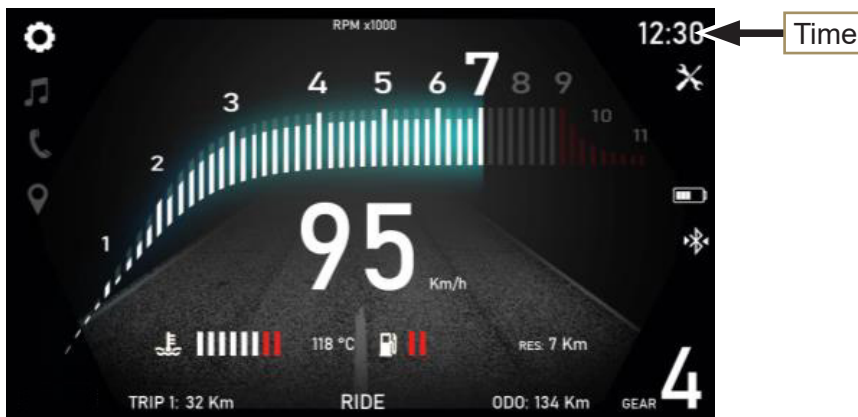 RPM x1000
12:30
Time
1
2
3
4
5
6
7
8
9
10
11
95
Km/h
118 °C
RES: 7 Km
TRIP 1: 32 Km
RIDE
ODO: 134 Km
GEAR 4